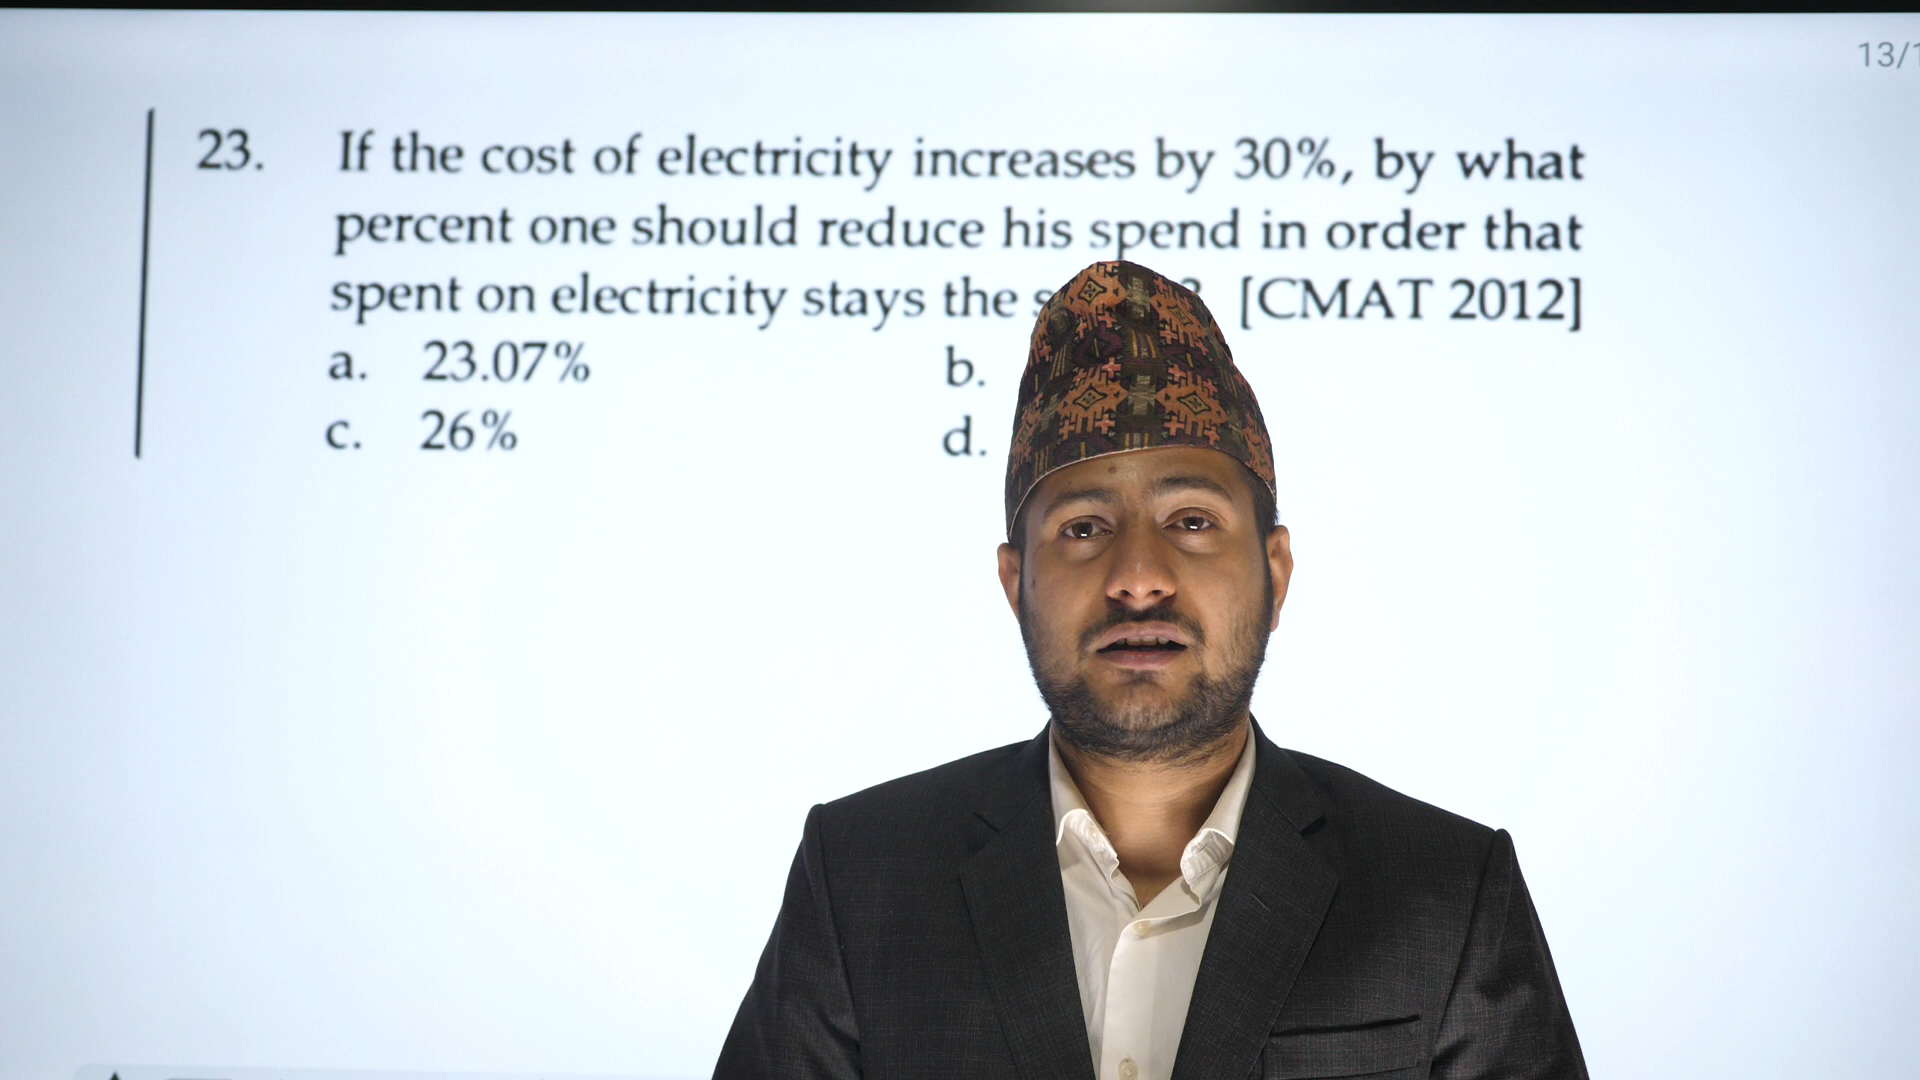 13/1
23. If the cost of electricity increases by 30%, by what
percent one should reduce his spend in order that
spent on electricity stays the [CMAT 2012]
a. 23.07% b.
c. 26% d.